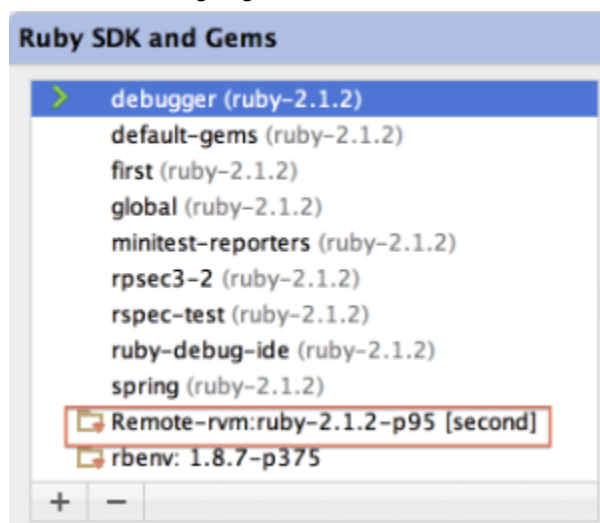 Ruby SDK and Gems
debugger (ruby-2.1.2)
default-gems (ruby-2.1.2)
first (ruby-2.1.2)
global (ruby-2.1.2)
minitest-reporters (ruby-2.1.2)
rpsec3-2 (ruby-2.1.2)
rspec-test (ruby-2.1.2)
ruby-debug-ide (ruby-2.1.2)
spring (ruby-2.1.2)
Remote-rvm:ruby-2.1.2-p95 [second]
rbenv: 1.8.7-p375
+ −